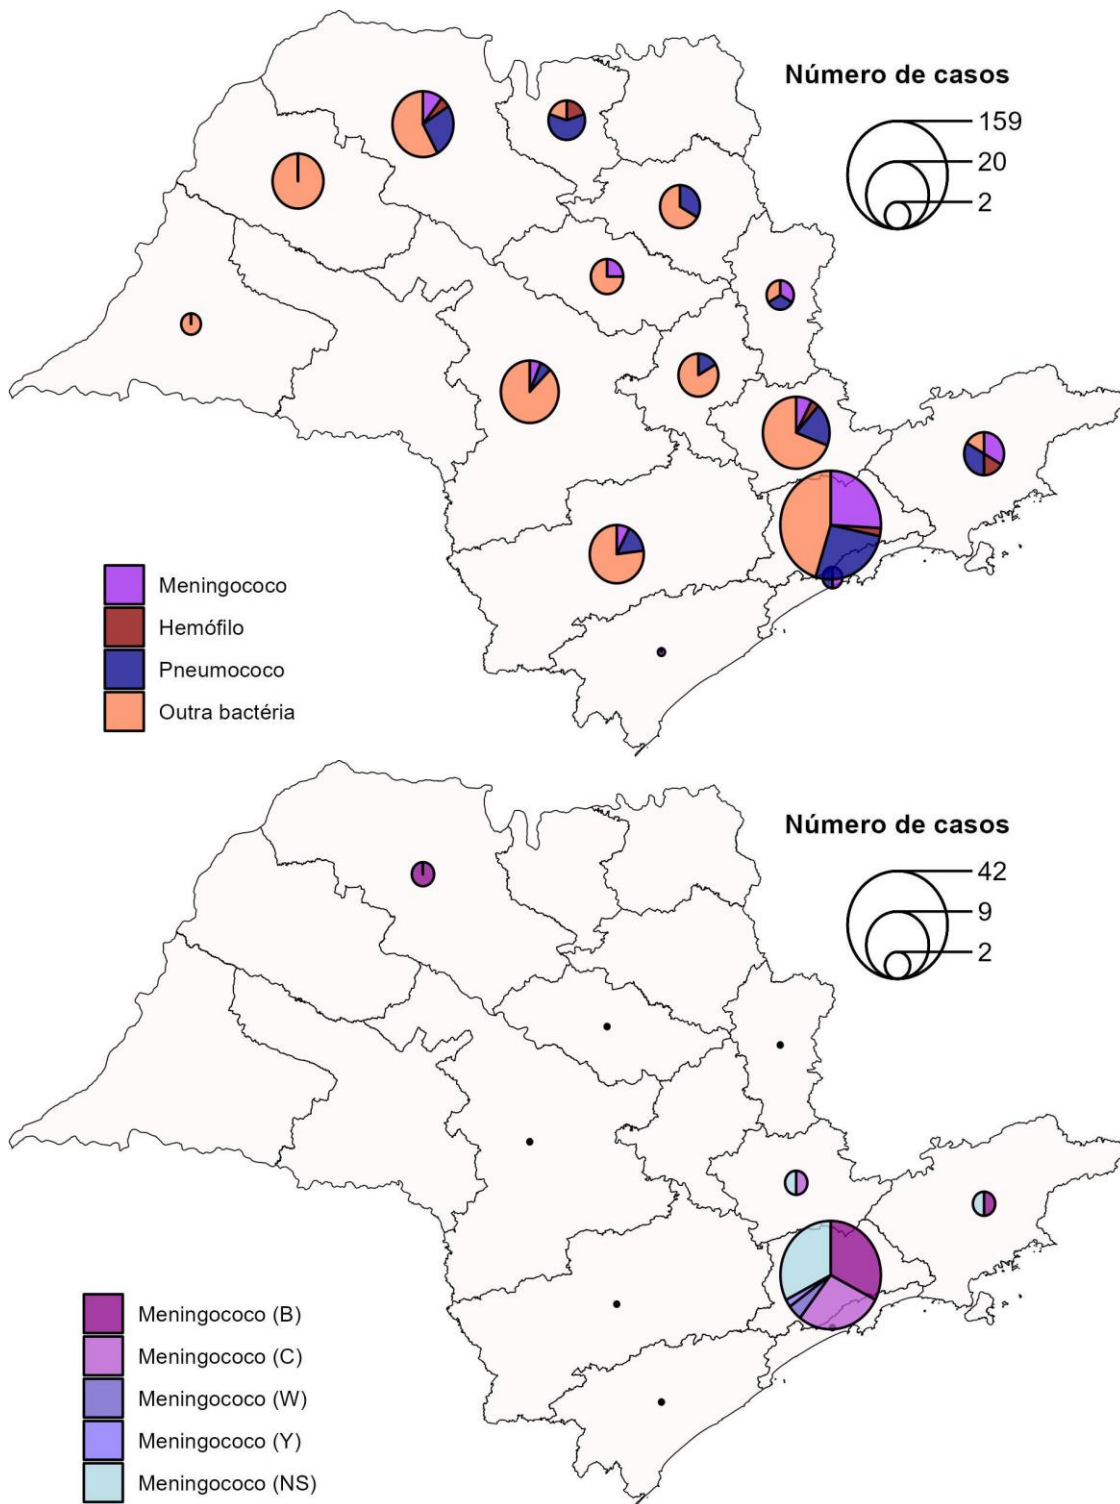 Número de casos
159
20
2
Meningococo
Hemófilo
Pneumococo
Outra bactéria
Número de casos
42
9
2
Meningococo (B)
Meningococo (C)
Meningococo (W)
Meningococo (Y)
Meningococo (NS)